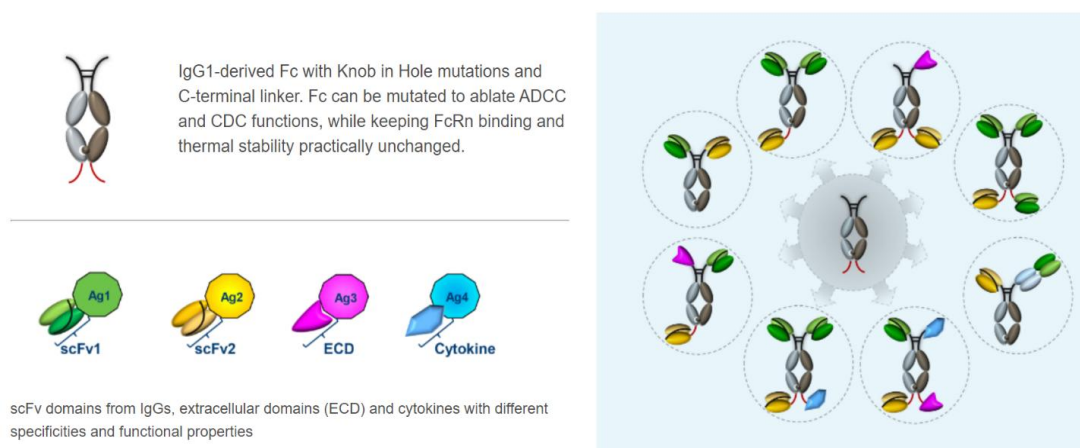 IgG1-derived Fc with Knob in Hole mutations and
C-terminal linker. Fc can be mutated to ablate ADCC
and CDC functions, while keeping FcRn binding and
thermal stability practically unchanged.
Ag1
Ag2
Ag3
Ag4
scFv1
scFv2
ECD
Cytokine
scFv domains from IgGs, extracellular domains (ECD) and cytokines with different
specificities and functional properties